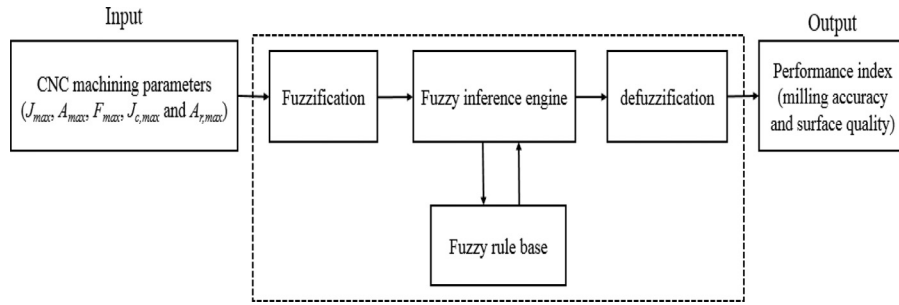 Input
CNC machining parameters
(Jmax, Amax, Fmax, Jc,max and Ar,max)
Fuzzification
Fuzzy inference engine
defuzzification
Fuzzy rule base
Output
Performance index
(milling accuracy
and surface quality)